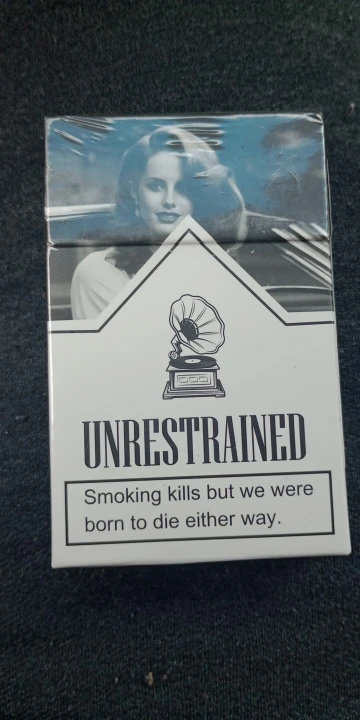 UNRESTRAINED
Smoking kills but we were
born to die either way.